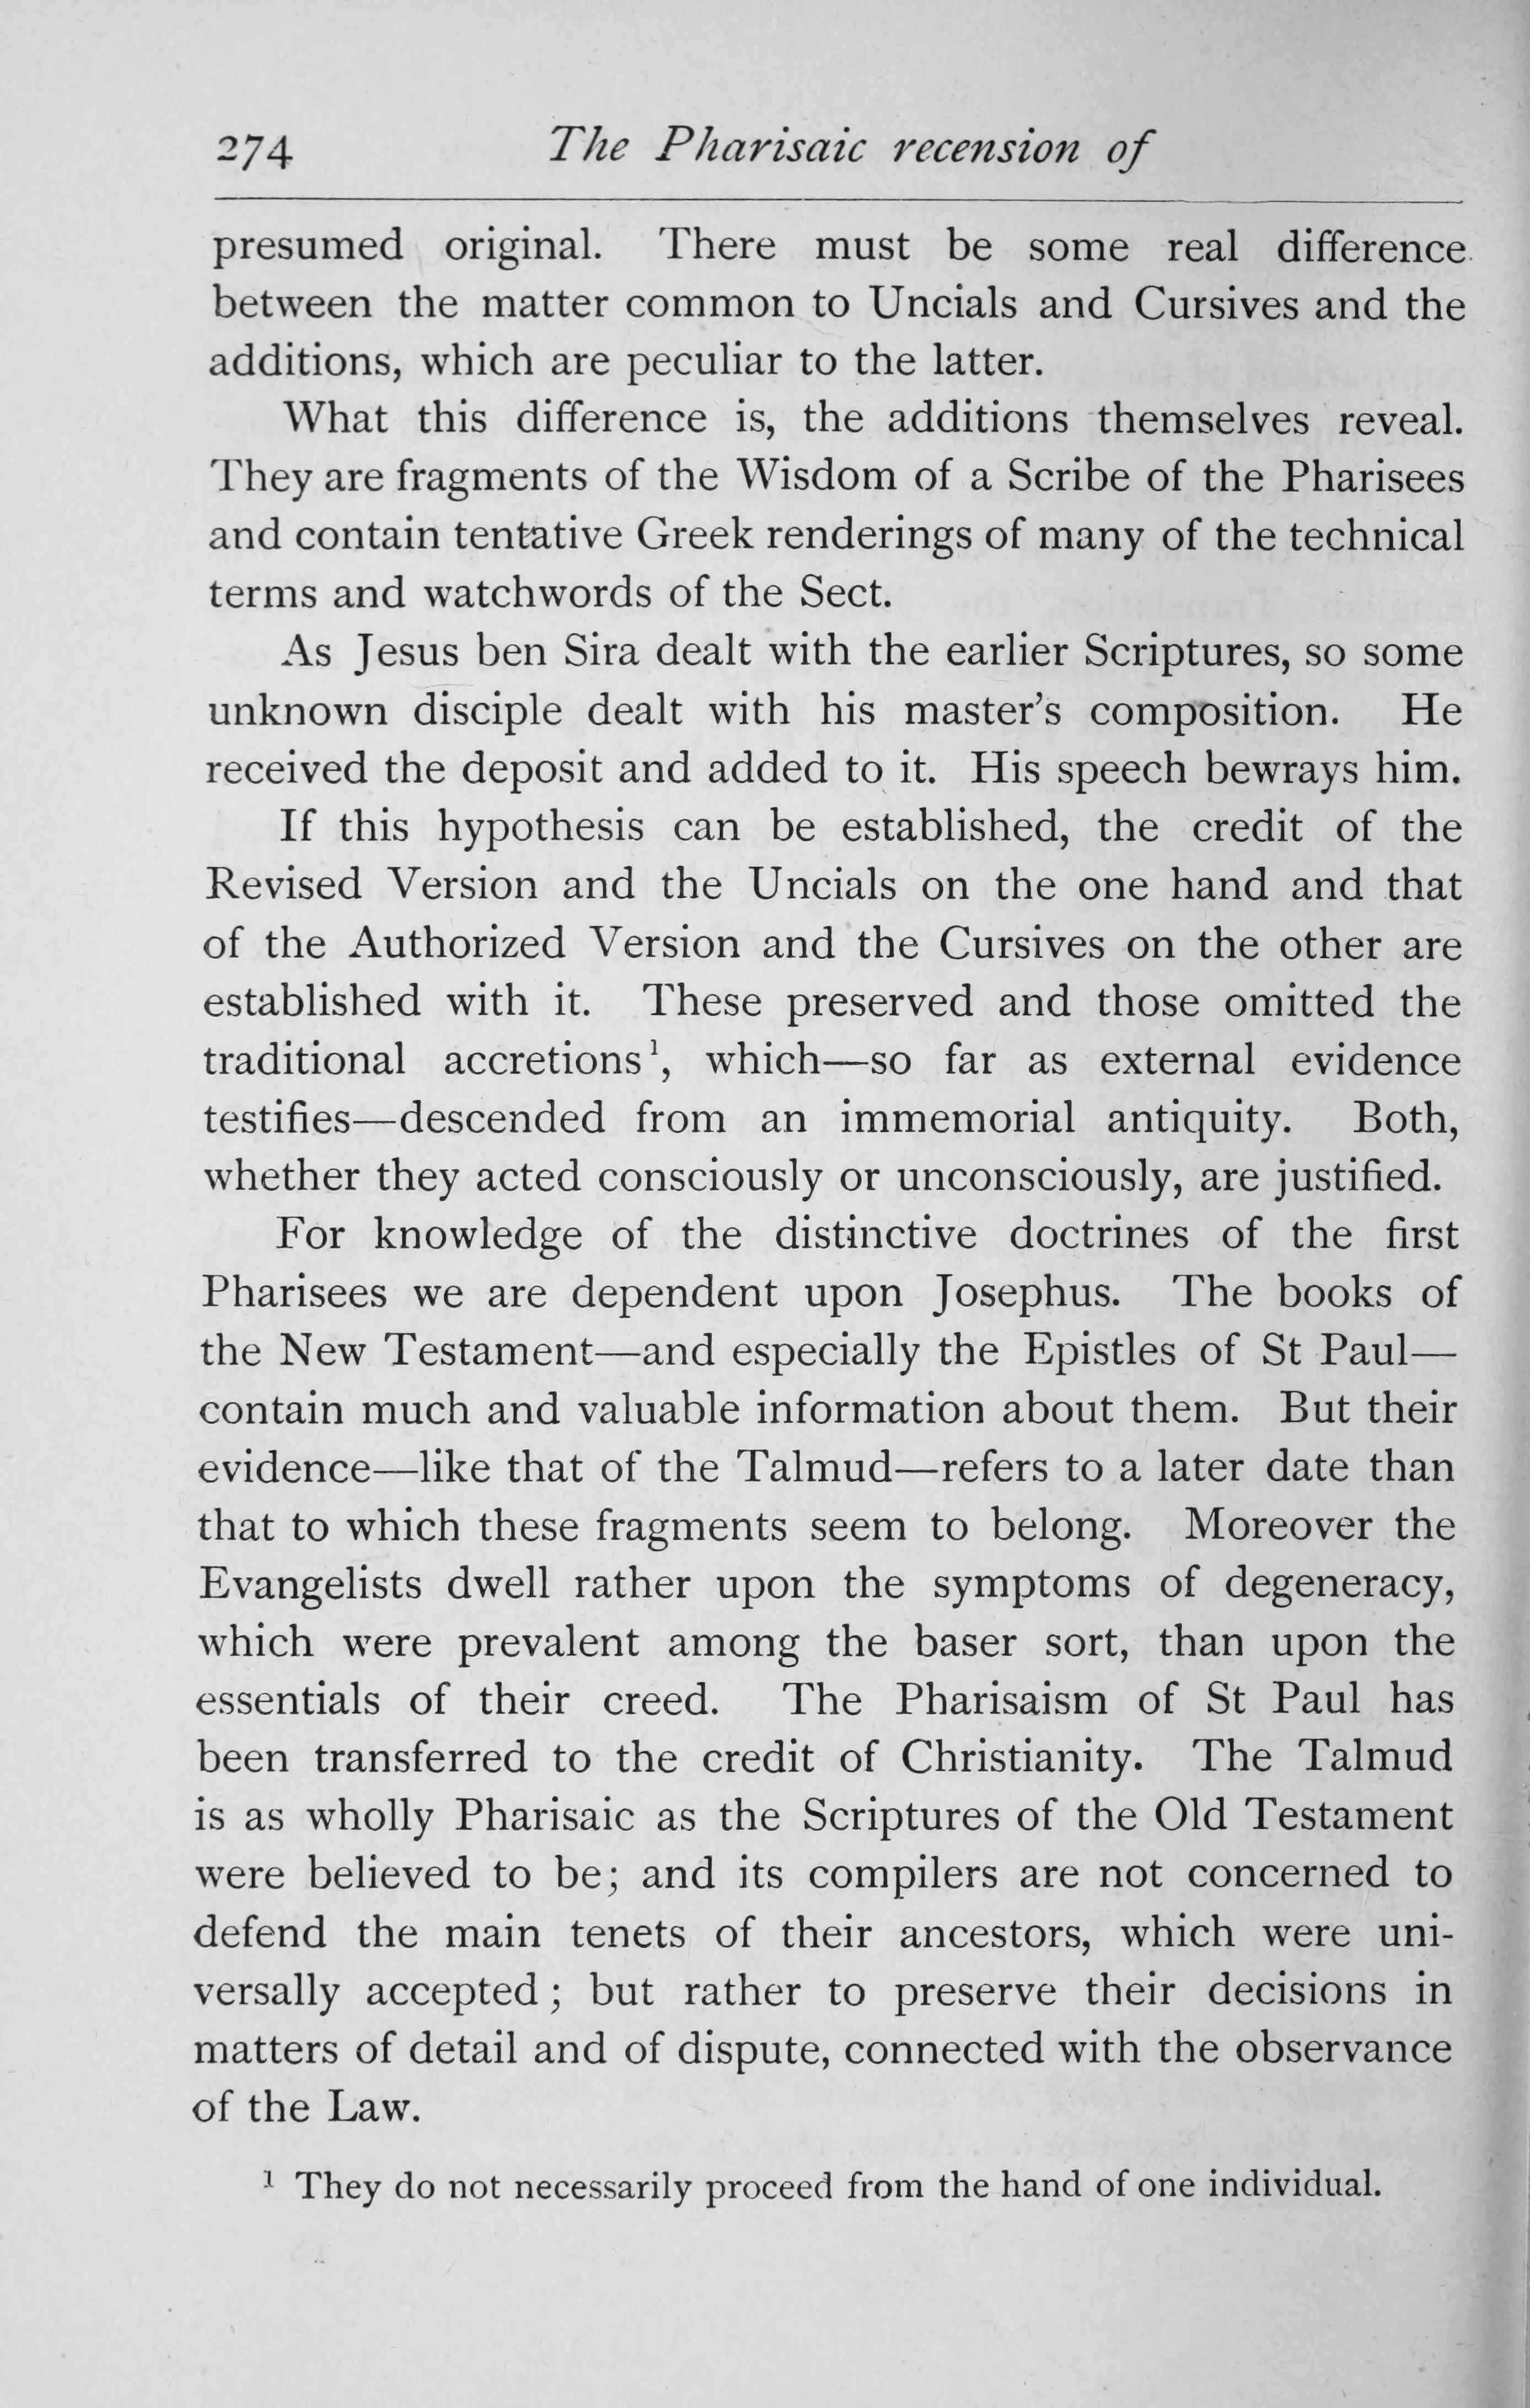 274 The Pharisaic recension of
presumed original. There must be some real difference
between the matter common to Uncials and Cursives and the
additions, which are peculiar to the latter.
What this difference is, the additions themselves reveal.
They are fragments of the Wisdom of a Scribe of the Pharisees
and contain tentative Greek renderings of many of the technical
terms and watchwords of the Sect.
As Jesus ben Sira dealt with the earlier Scriptures, so some
unknown disciple dealt with his master’s composition. He
received the deposit and added to it. His speech bewrays him.
If this hypothesis can be established, the credit of the
Revised Version and the Uncials on the one hand and that
of the Authorized Version and the Cursives on the other are
established with it. These preserved and those omitted the
traditional accretions¹, which—so far as external evidence
testifies—descended from an immemorial antiquity. Both,
whether they acted consciously or unconsciously, are justified.
For knowledge of the distinctive doctrines of the first
Pharisees we are dependent upon Josephus. The books of
the New Testament—and especially the Epistles of St Paul—
contain much and valuable information about them. But their
evidence—like that of the Talmud—refers to a later date than
that to which these fragments seem to belong. Moreover the
Evangelists dwell rather upon the symptoms of degeneracy,
which were prevalent among the baser sort, than upon the
essentials of their creed. The Pharisaism of St Paul has
been transferred to the credit of Christianity. The Talmud
is as wholly Pharisaic as the Scriptures of the Old Testament
were believed to be; and its compilers are not concerned to
defend the main tenets of their ancestors, which were uni-
versally accepted; but rather to preserve their decisions in
matters of detail and of dispute, connected with the observance
of the Law.
¹ They do not necessarily proceed from the hand of one individual.